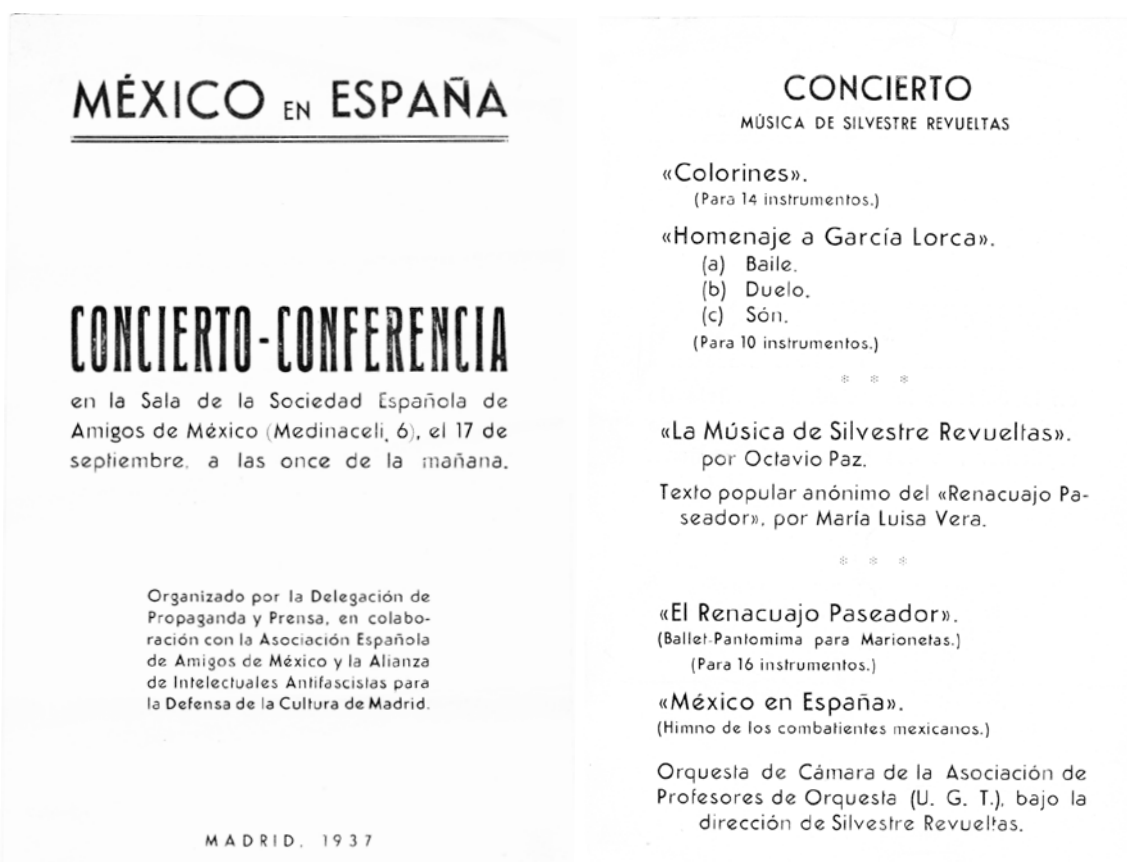 MÉXICO EN ESPAÑA
CONCIERTO-CONFERENCIA
en la Sala de la Sociedad Española de
Amigos de México (Medinaceli, 6), el 17 de
septiembre, a las once de la mañana.
Organizado por la Delegación de
Propaganda y Prensa, en colabo-
ración con la Asociación Española
de Amigos de México y la Alianza
de Intelectuales Antifascistas para
la Defensa de la Cultura de Madrid.
MADRID, 1937
CONCIERTO
MÚSICA DE SILVESTRE REVUELTAS
«Colorines».
(Para 14 instrumentos.)
«Homenaje a García Lorca».
(a) Baile.
(b) Duelo.
(c) Són.
(Para 10 instrumentos.)
* * *
«La Música de Silvestre Revueltas».
por Octavio Paz.
Texto popular anónimo del «Renacuajo Pa-
seador», por María Luisa Vera.
* * *
«El Renacuajo Paseador».
(Ballet-Pantomima para Marionetas.)
(Para 16 instrumentos.)
«México en España».
(Himno de los combatientes mexicanos.)
Orquesta de Cámara de la Asociación de
Profesores de Orquesta (U. G. T.), bajo la
dirección de Silvestre Revueltas.